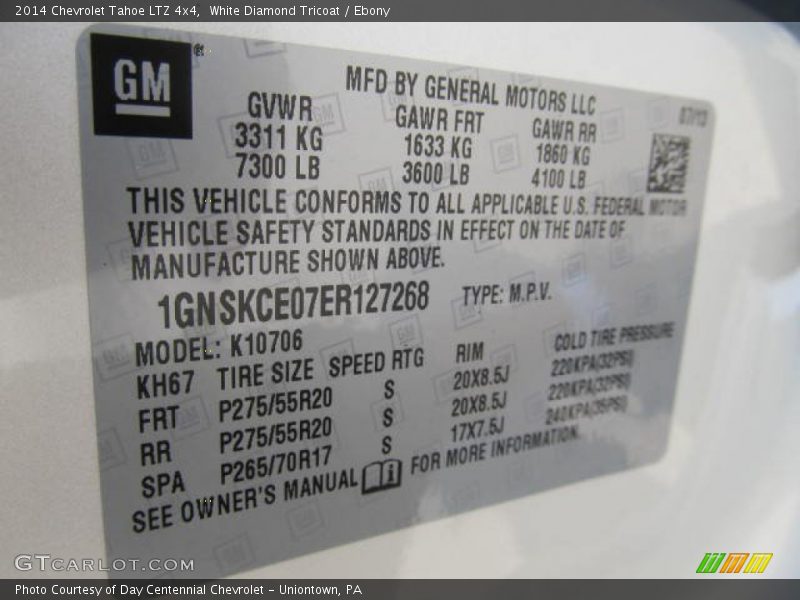 2014 Chevrolet Tahoe LTZ 4x4, White Diamond Tricoat / Ebony
GM®
MFD BY GENERAL MOTORS LLC
07/13
GVWR GAWR FRT GAWR RR
3311 KG 1633 KG 1860 KG
7300 LB 3600 LB 4100 LB
THIS VEHICLE CONFORMS TO ALL APPLICABLE U.S. FEDERAL MOTOR
VEHICLE SAFETY STANDARDS IN EFFECT ON THE DATE OF
MANUFACTURE SHOWN ABOVE.
1GNSKCE07ER127268 TYPE: M.P.V.
MODEL: K10706
KH67 TIRE SIZE SPEED RTG RIM COLD TIRE PRESSURE
FRT P275/55R20 S 20X8.5J 220KPA(32PSI)
RR P275/55R20 S 20X8.5J 220KPA(32PSI)
SPA P265/70R17 S 17X7.5J 240KPA(35PSI)
SEE OWNER'S MANUAL i FOR MORE INFORMATION.
GTCARLOT.COM
Photo Courtesy of Day Centennial Chevrolet – Uniontown, PA